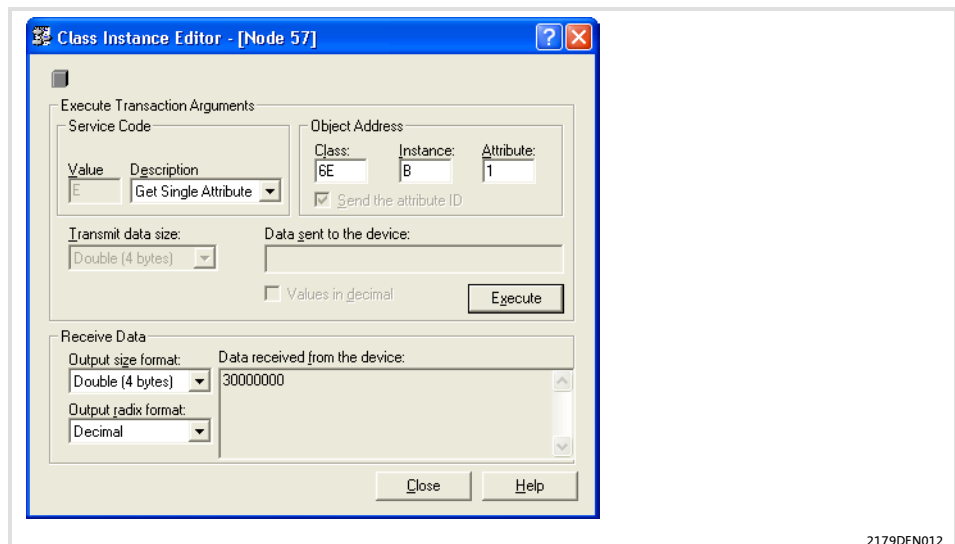 Class Instance Editor - [Node 57]
Execute Transaction Arguments
Service Code
Value Description
E Get Single Attribute
Object Address
Class: Instance: Attribute:
6E B 1
Send the attribute ID
Transmit data size: Data sent to the device:
Double (4 bytes)
Values in decimal
Execute
Receive Data
Output size format: Data received from the device:
Double (4 bytes) 30000000
Output radix format:
Decimal
Close Help
2179DEN012